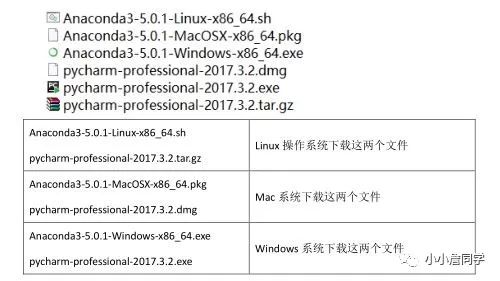 Anaconda3-5.0.1-Linux-x86_64.sh
Anaconda3-5.0.1-MacOSX-x86_64.pkg
Anaconda3-5.0.1-Windows-x86_64.exe
pycharm-professional-2017.3.2.dmg
pycharm-professional-2017.3.2.exe
pycharm-professional-2017.3.2.tar.gz
Anaconda3-5.0.1-Linux-x86_64.sh
pycharm-professional-2017.3.2.tar.gz
Linux 操作系统下载这两个文件
Anaconda3-5.0.1-MacOSX-x86_64.pkg
pycharm-professional-2017.3.2.dmg
Mac 系统下载这两个文件
Anaconda3-5.0.1-Windows-x86_64.exe
pycharm-professional-2017.3.2.exe
Windows 系统下载这两个文件
小小詹同学